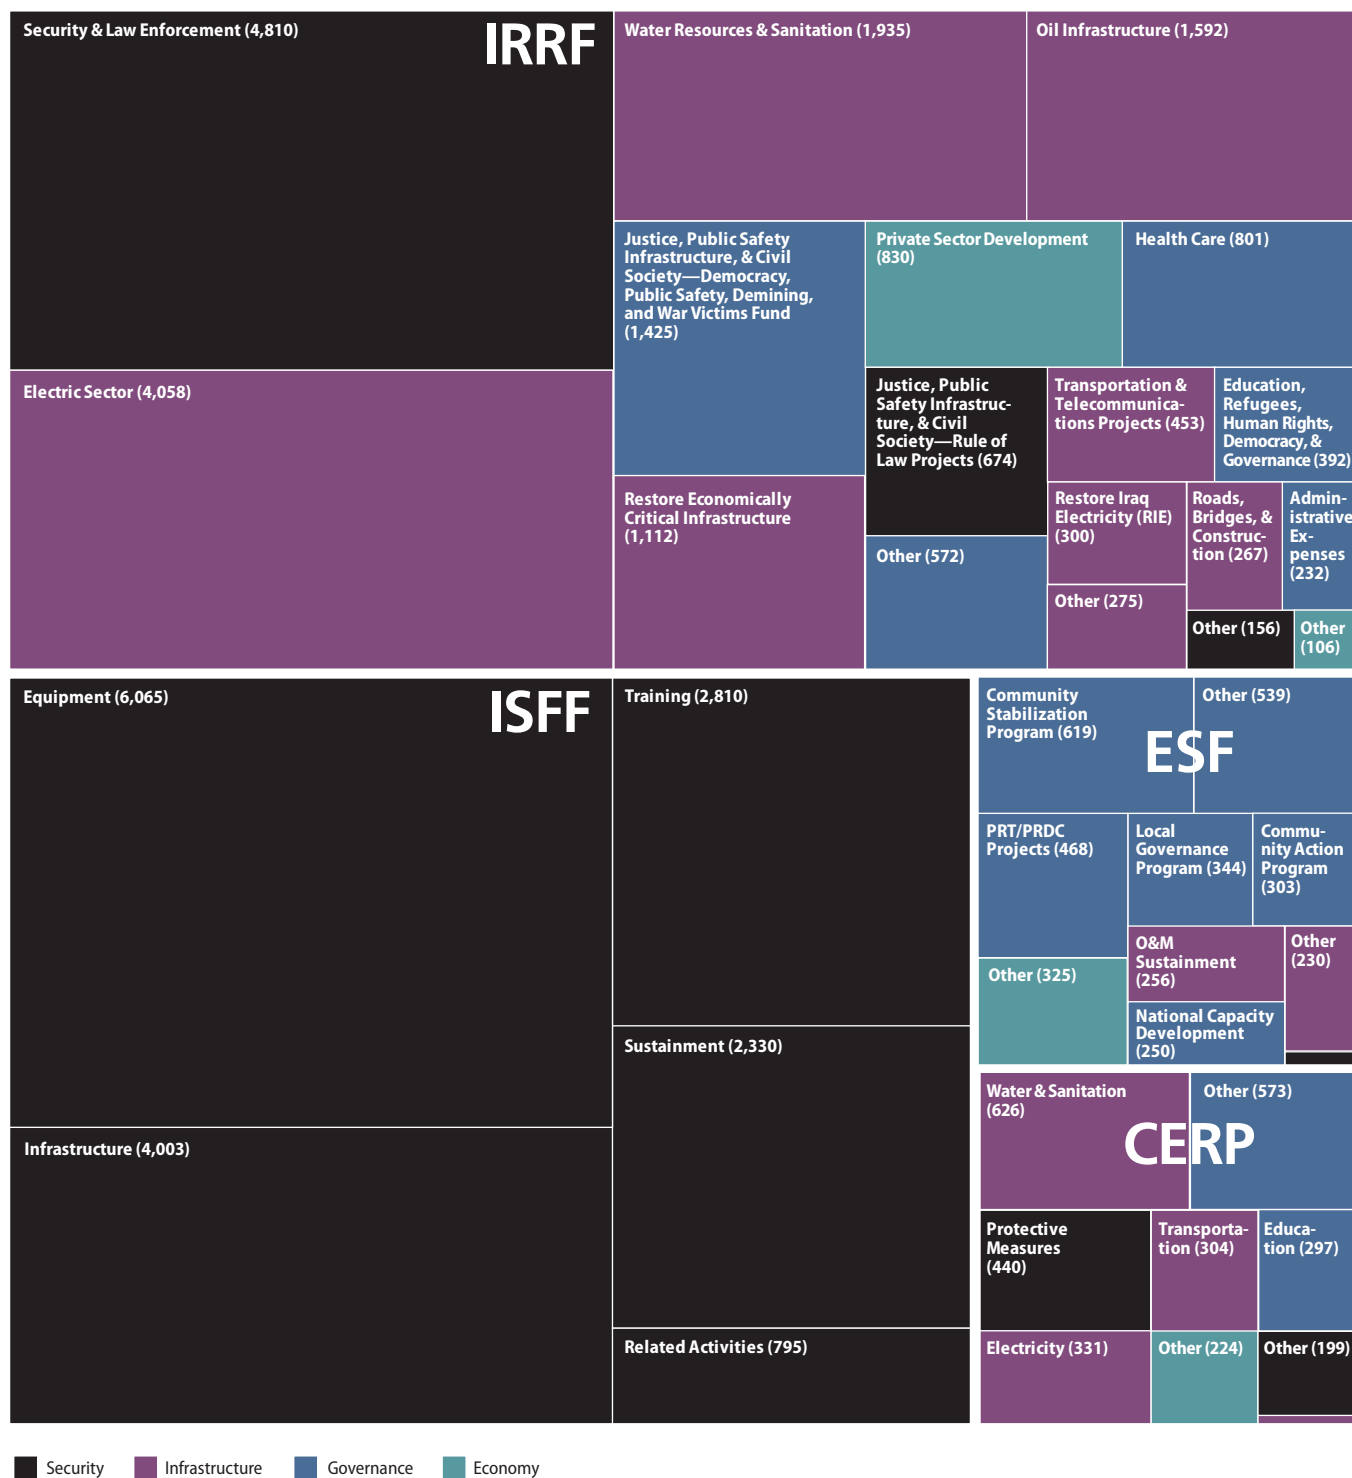 Security & Law Enforcement (4,810)
IRRF
Water Resources & Sanitation (1,935)
Oil Infrastructure (1,592)
Justice, Public Safety
Infrastructure, & Civil
Society—Democracy,
Public Safety, Demining,
and War Victims Fund
(1,425)
Private Sector Development
(830)
Health Care (801)
Electric Sector (4,058)
Justice, Public
Safety Infrastruc-
ture, & Civil
Society—Rule of
Law Projects (674)
Transportation &
Telecommunica-
tions Projects (453)
Education,
Refugees,
Human Rights,
Democracy, &
Governance (392)
Restore Economically
Critical Infrastructure
(1,112)
Other (572)
Restore Iraq
Electricity (RIE)
(300)
Roads,
Bridges, &
Construc-
tion (267)
Admin-
istrative
Ex-
penses
(232)
Other (275)
Other (156)
Other
(106)
Equipment (6,065)
ISFF
Training (2,810)
Sustainment (2,330)
Infrastructure (4,003)
Related Activities (795)
Community
Stabilization
Program (619)
Other (539)
ESF
PRT/PRDC
Projects (468)
Local
Governance
Program (344)
Commu-
nity Action
Program
(303)
Other (325)
O&M
Sustainment
(256)
Other
(230)
National Capacity
Development
(250)
Water & Sanitation
(626)
Other (573)
CERP
Protective
Measures
(440)
Transporta-
tion (304)
Educa-
tion (297)
Electricity (331)
Other (224)
Other (199)
Security
Infrastructure
Governance
Economy